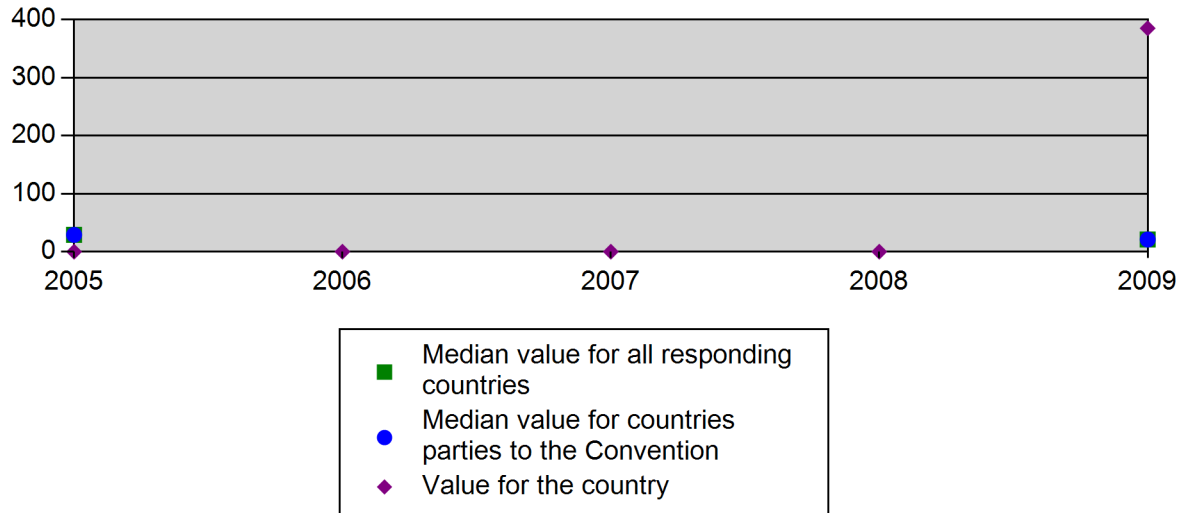 400
300
200
100
0
2005 2006 2007 2008 2009
Median value for all responding
countries
Median value for countries
parties to the Convention
Value for the country